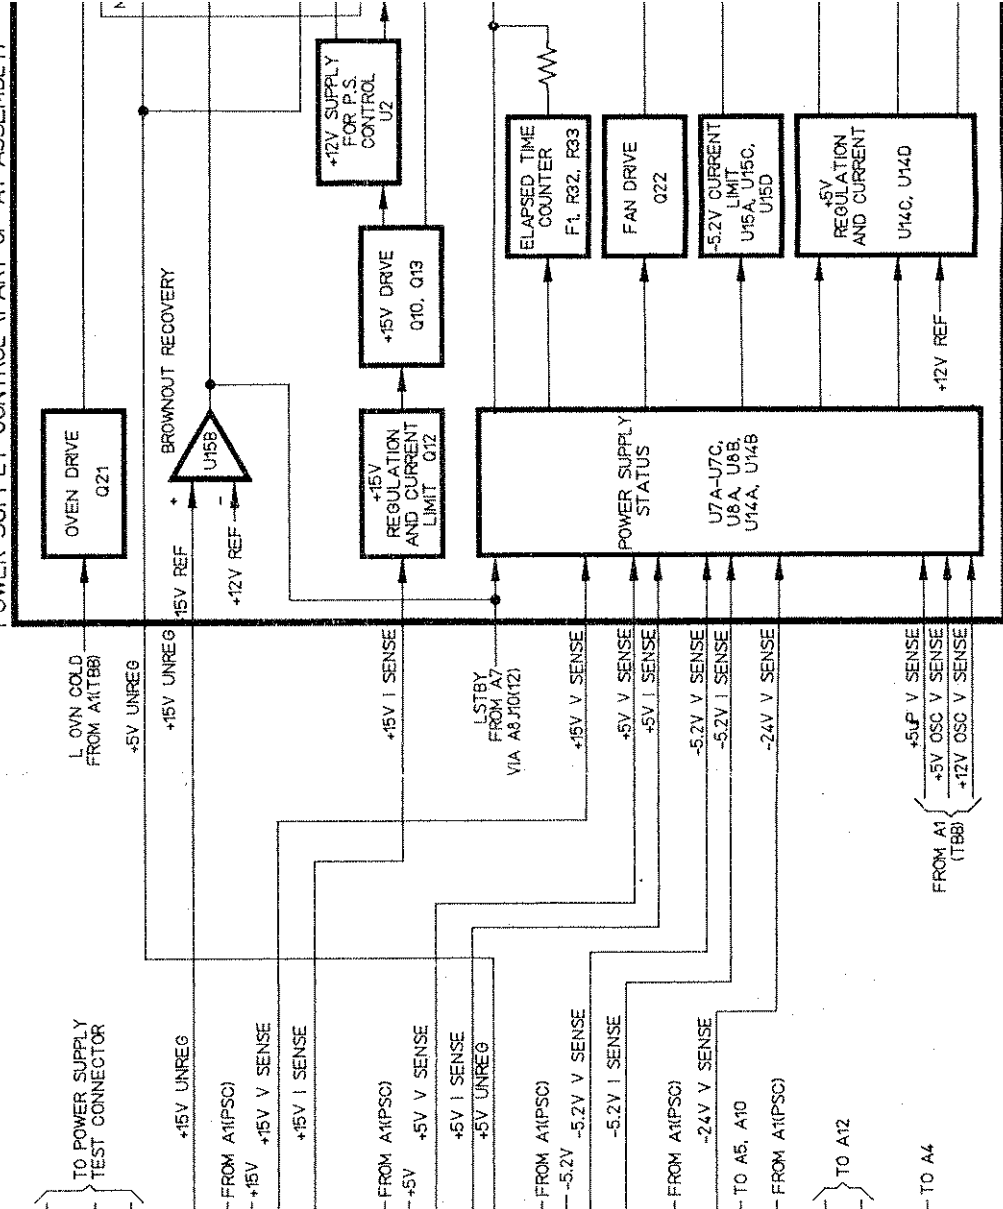 POWER SUPPLY CONTROL (PART OF A1 ASSEMBLY)
L OVN COLD
FROM A1(TBB)
OVEN DRIVE
Q21
+5V UNREG
+15V UNREG
+15V REF
BROWNOUT RECOVERY
+
-
U15B
+12V REF
+12V SUPPLY
FOR P.S.
CONTROL
U2
+15V I SENSE
+15V
REGULATION
AND CURRENT
LIMIT Q12
+15V DRIVE
Q10, Q13
LSTBY
FROM A7
VIA A8J10(12)
ELAPSED TIME
COUNTER
F1, R32, R33
FAN DRIVE
Q22
-5.2V CURRENT
LIMIT
U15A, U15C,
U15D
+5V
REGULATION
AND CURRENT
U14C, U14D
+12V REF
POWER SUPPLY
STATUS
U7A-U7C,
U8A, U8B,
U14A, U14B
+15V V SENSE
+5V V SENSE
+5V I SENSE
-5.2V V SENSE
-5.2V I SENSE
-24V V SENSE
+5uP V SENSE
+5V OSC V SENSE
+12V OSC V SENSE
FROM A1
(TBB)
TO POWER SUPPLY
TEST CONNECTOR
+15V UNREG
FROM A1(PSC)
+15V
+15V V SENSE
+15V I SENSE
FROM A1(PSC)
+5V
+5V V SENSE
+5V I SENSE
+5V UNREG
FROM A1(PSC)
-5.2V
-5.2V V SENSE
-5.2V I SENSE
FROM A1(PSC)
-24V V SENSE
TO A5, A10
FROM A1(PSC)
TO A12
TO A4